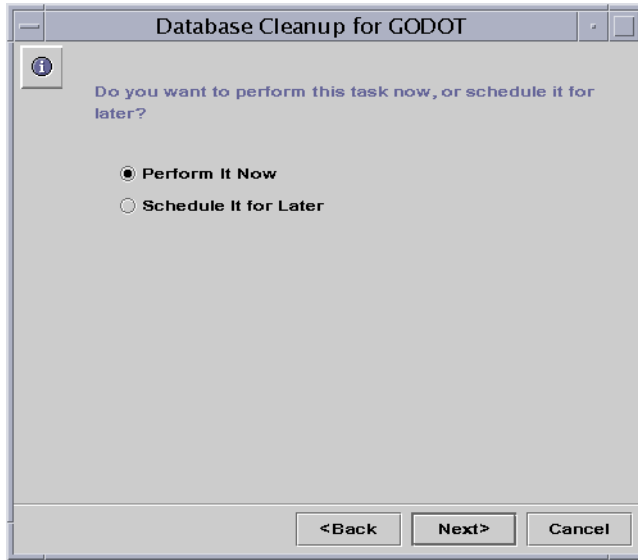 Database Cleanup for GODOT
Do you want to perform this task now, or schedule it for
later?
Perform It Now
Schedule It for Later
<Back Next> Cancel